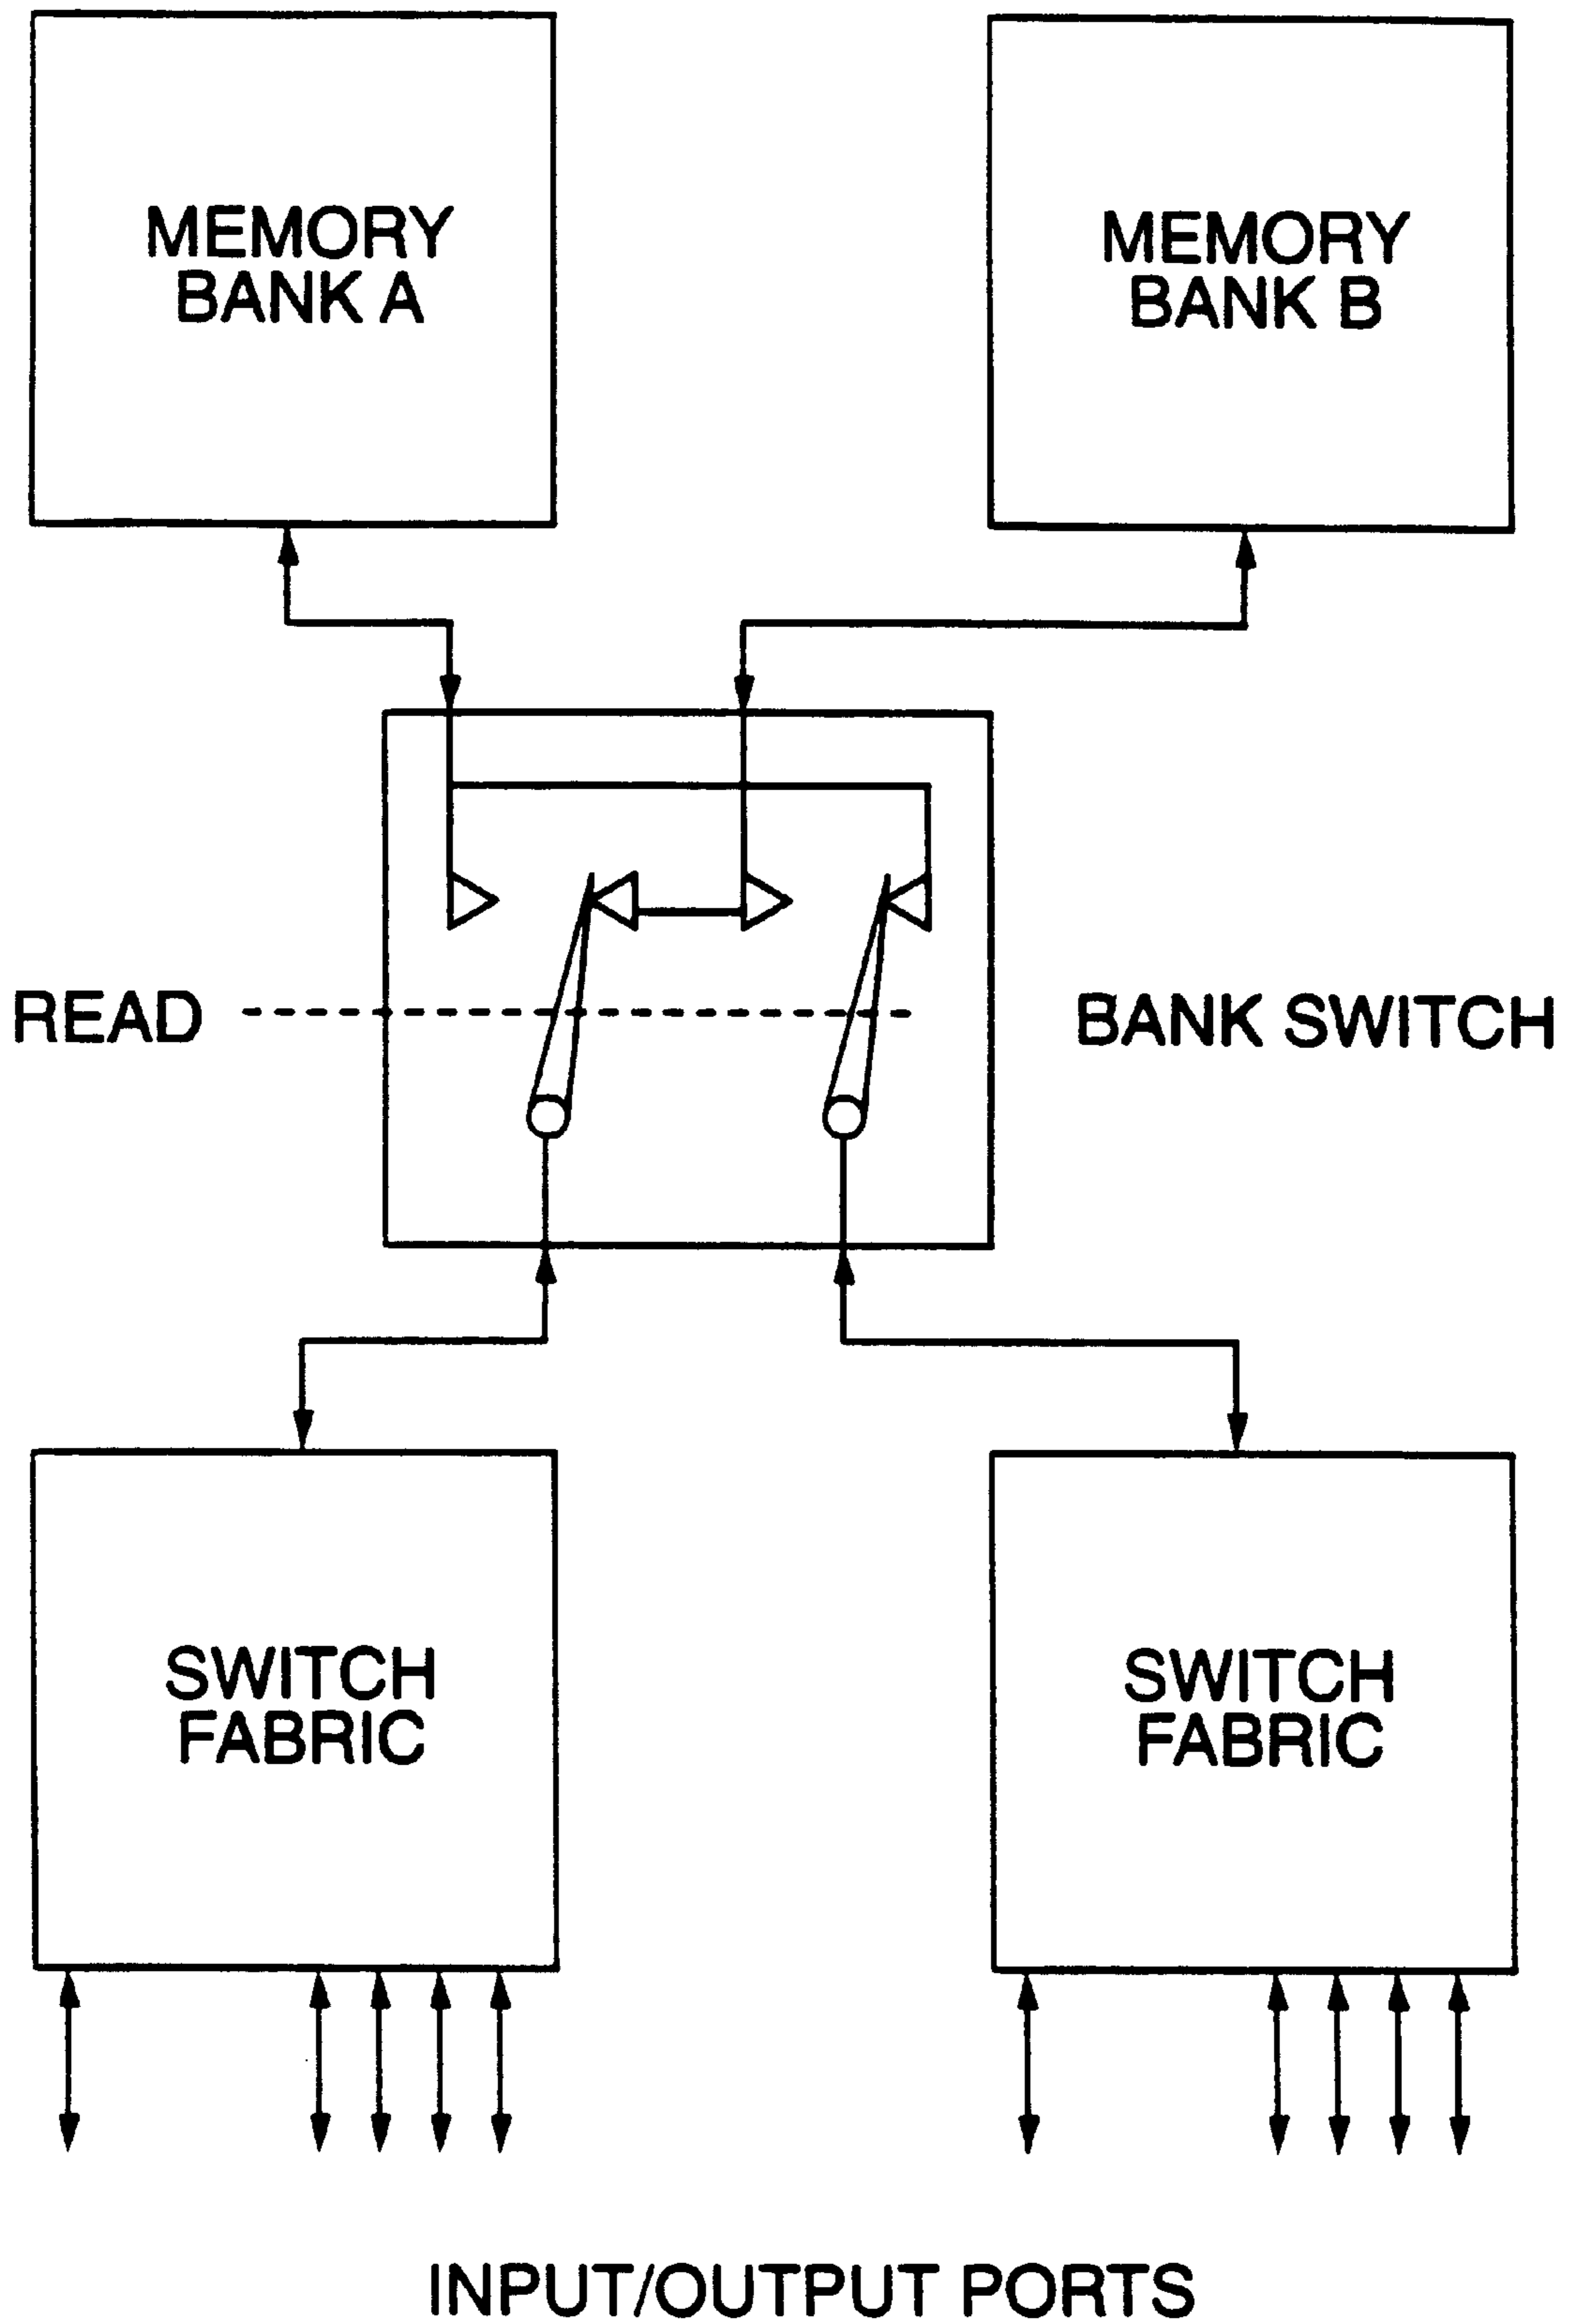 MEMORY
BANK A
MEMORY
BANK B
READ
BANK SWITCH
SWITCH
FABRIC
SWITCH
FABRIC
INPUT/OUTPUT PORTS